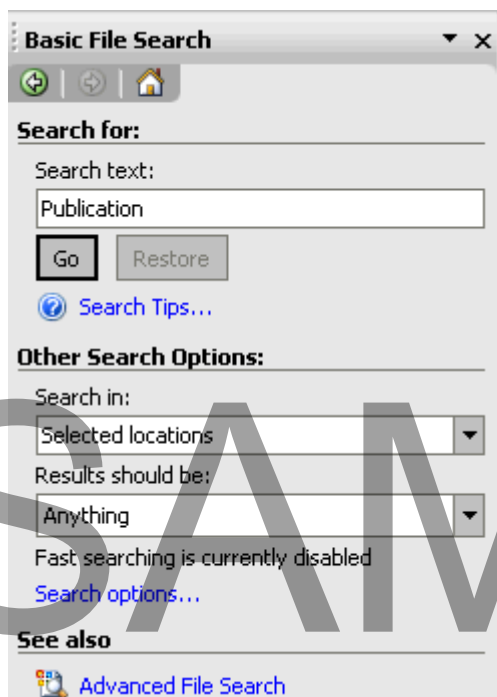 Basic File Search
Search for:
Search text:
Publication
Go Restore
Search Tips...
Other Search Options:
Search in:
Selected locations
Results should be:
Anything
Fast searching is currently disabled
Search options...
See also
Advanced File Search
SAM